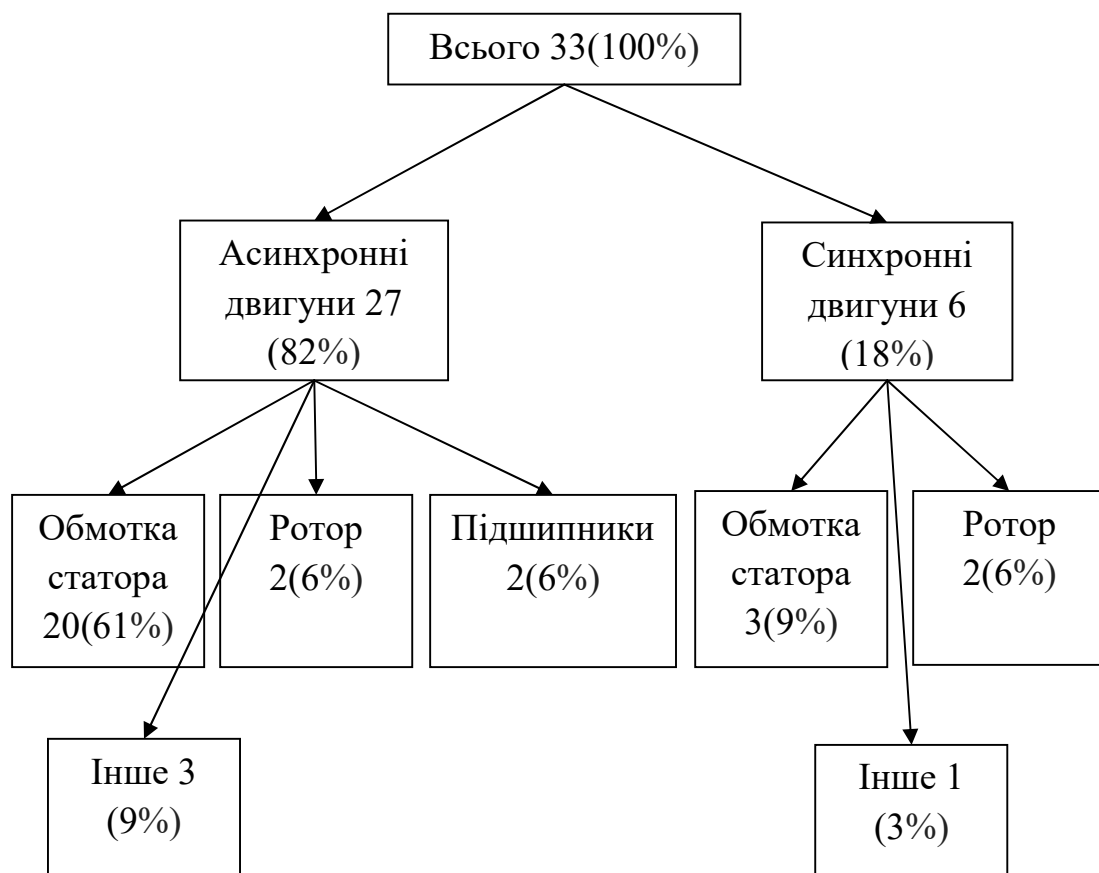 Всього 33(100%)
Асинхронні
двигуни 27
(82%)
Синхронні
двигуни 6
(18%)
Обмотка
статора
20(61%)
Ротор
2(6%)
Підшипники
2(6%)
Обмотка
статора
3(9%)
Ротор
2(6%)
Інше 3
(9%)
Інше 1
(3%)